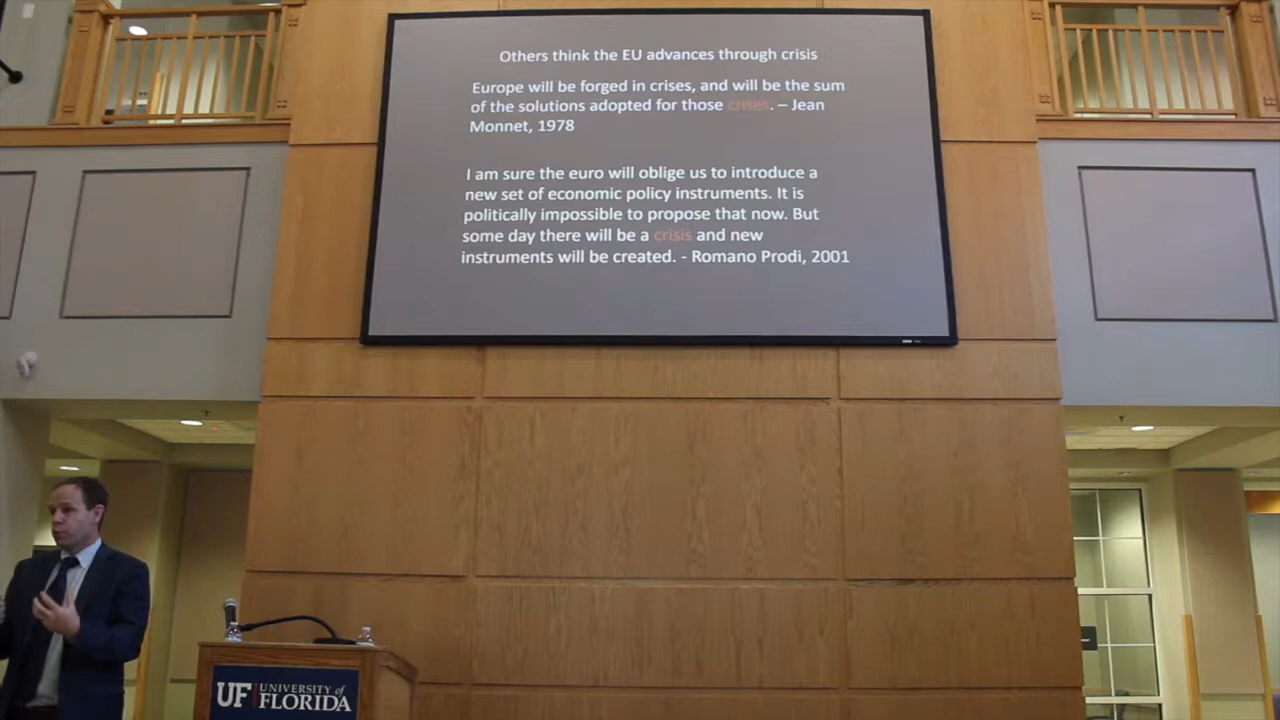 Others think the EU advances through crisis
Europe will be forged in crises, and will be the sum
of the solutions adopted for those crises. – Jean
Monnet, 1978
I am sure the euro will oblige us to introduce a
new set of economic policy instruments. It is
politically impossible to propose that now. But
some day there will be a crisis and new
instruments will be created. - Romano Prodi, 2001
UF UNIVERSITY of
FLORIDA